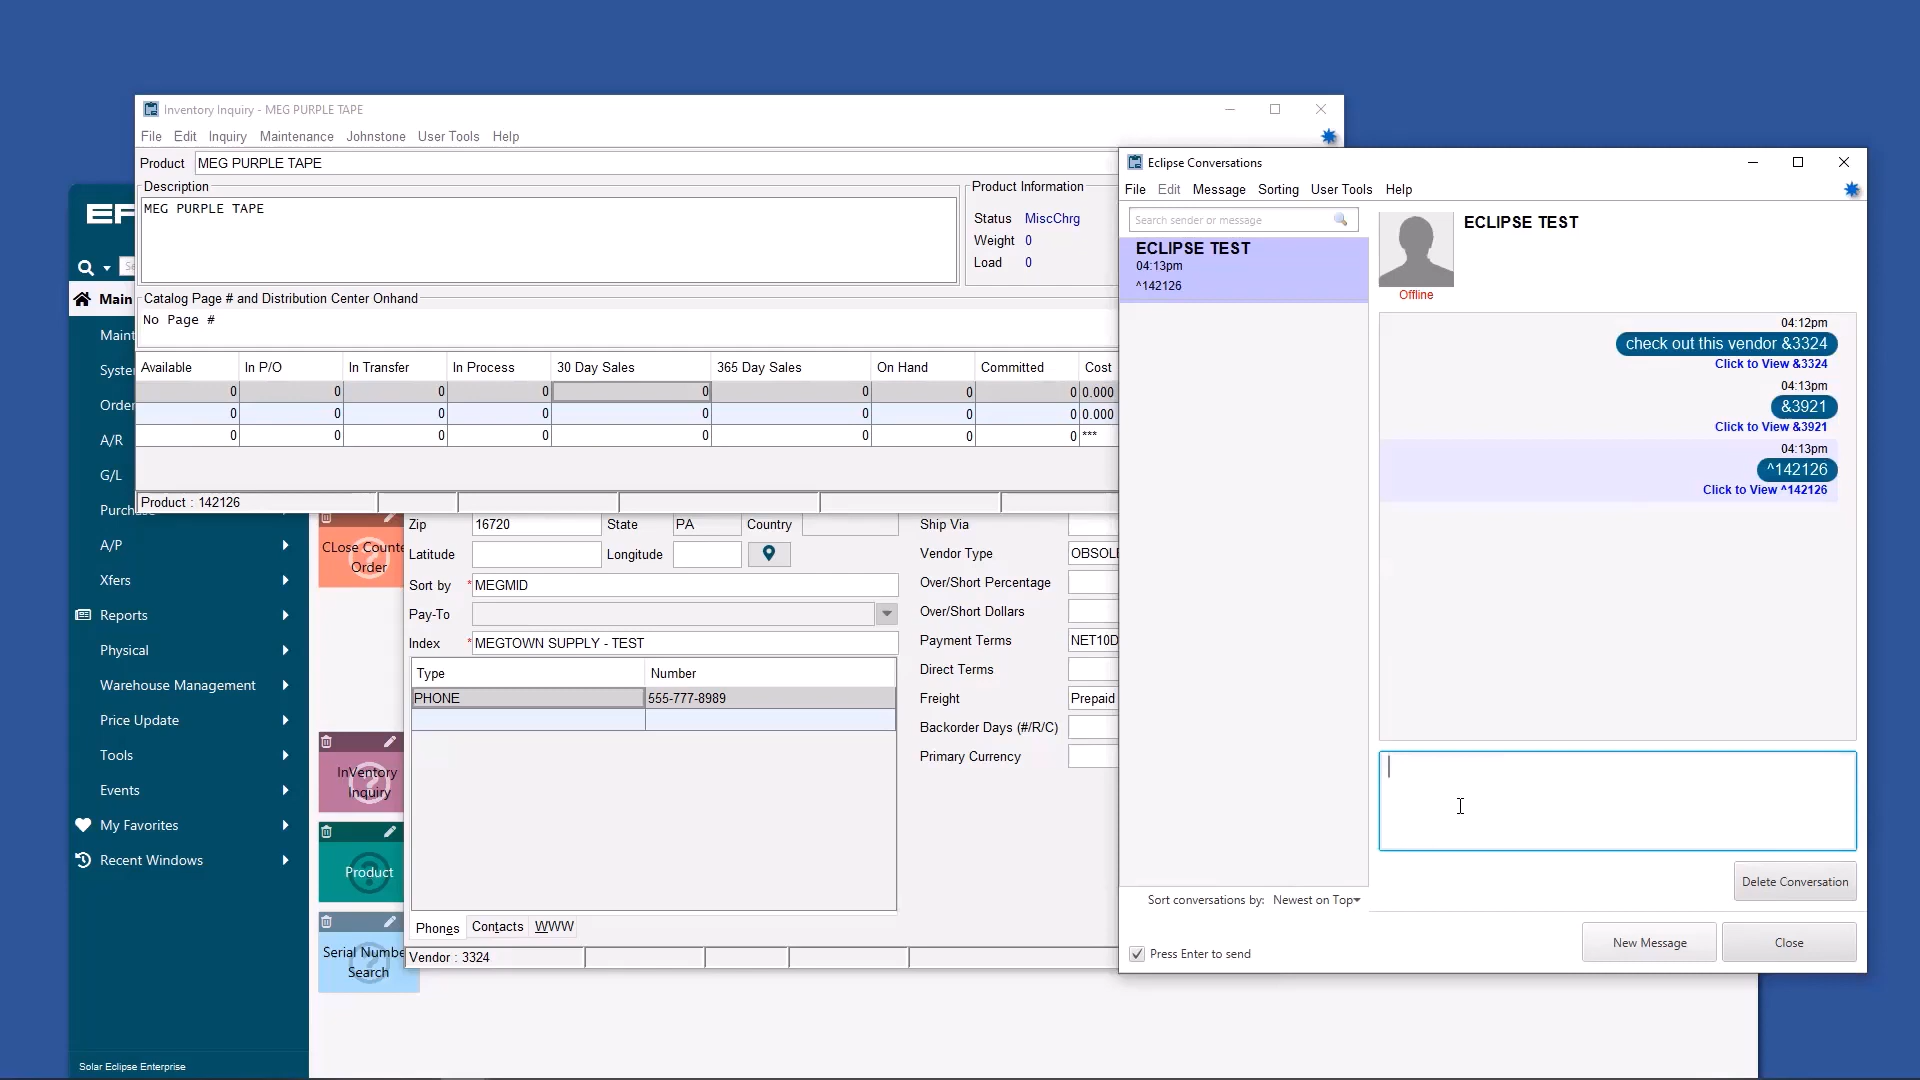 Inventory Inquiry - MEG PURPLE TAPE
File Edit Inquiry Maintenance Johnstone User Tools Help
Product MEG PURPLE TAPE
Description
MEG PURPLE TAPE
Product Information
Status MiscChrg
Weight 0
Load 0
Catalog Page # and Distribution Center Onhand
No Page #
Available In P/O In Transfer In Process 30 Day Sales 365 Day Sales On Hand Committed Cost
0 0 0 0 0 0 0 0 0.000
0 0 0 0 0 0 0 0 0.000
0 0 0 0 0 0 0 0 ***
Product : 142126
Main
A/R
G/L
A/P
Xfers
Reports
Physical
Warehouse Management
Price Update
Tools
Events
My Favorites
Recent Windows
Solar Eclipse Enterprise
CLose Counte
Order
InVentory
Inquiry
Product
Serial Numbe
Search
Zip 16720 State PA Country
Latitude Longitude
Sort by * MEGMID
Pay-To
Index * MEGTOWN SUPPLY - TEST
Type Number
PHONE 555-777-8989
Phones Contacts WWW
Vendor : 3324
Ship Via
Vendor Type OBSOLE
Over/Short Percentage
Over/Short Dollars
Payment Terms NET10D
Direct Terms
Freight Prepaid
Backorder Days (#/R/C)
Primary Currency
Eclipse Conversations
File Edit Message Sorting User Tools Help
Search sender or message
ECLIPSE TEST
04:13pm
^142126
ECLIPSE TEST
Offline
04:12pm
check out this vendor &3324
Click to View &3324
04:13pm
&3921
Click to View &3921
04:13pm
^142126
Click to View ^142126
Delete Conversation
Sort conversations by: Newest on Top
Press Enter to send
New Message
Close